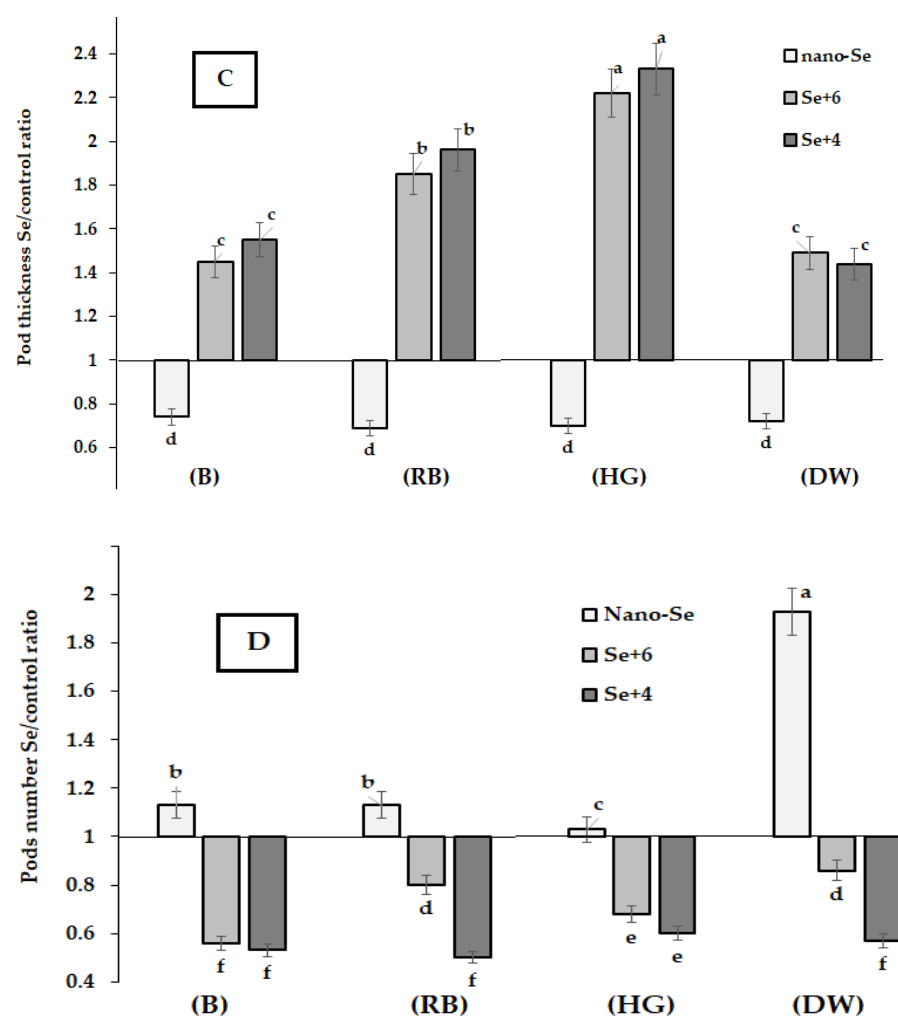 C
nano-Se
Se+6
Se+4
Pod thickness Se/control ratio
2.4
2.2
2
1.8
1.6
1.4
1.2
1
0.8
0.6
c
c
d
b
b
d
a
a
d
c
c
d
(B) (RB) (HG) (DW)
D
Nano-Se
Se+6
Se+4
Pods number Se/control ratio
2
1.8
1.6
1.4
1.2
1
0.8
0.6
0.4
b
f
f
b
d
f
c
e
e
a
d
f
(B) (RB) (HG) (DW)